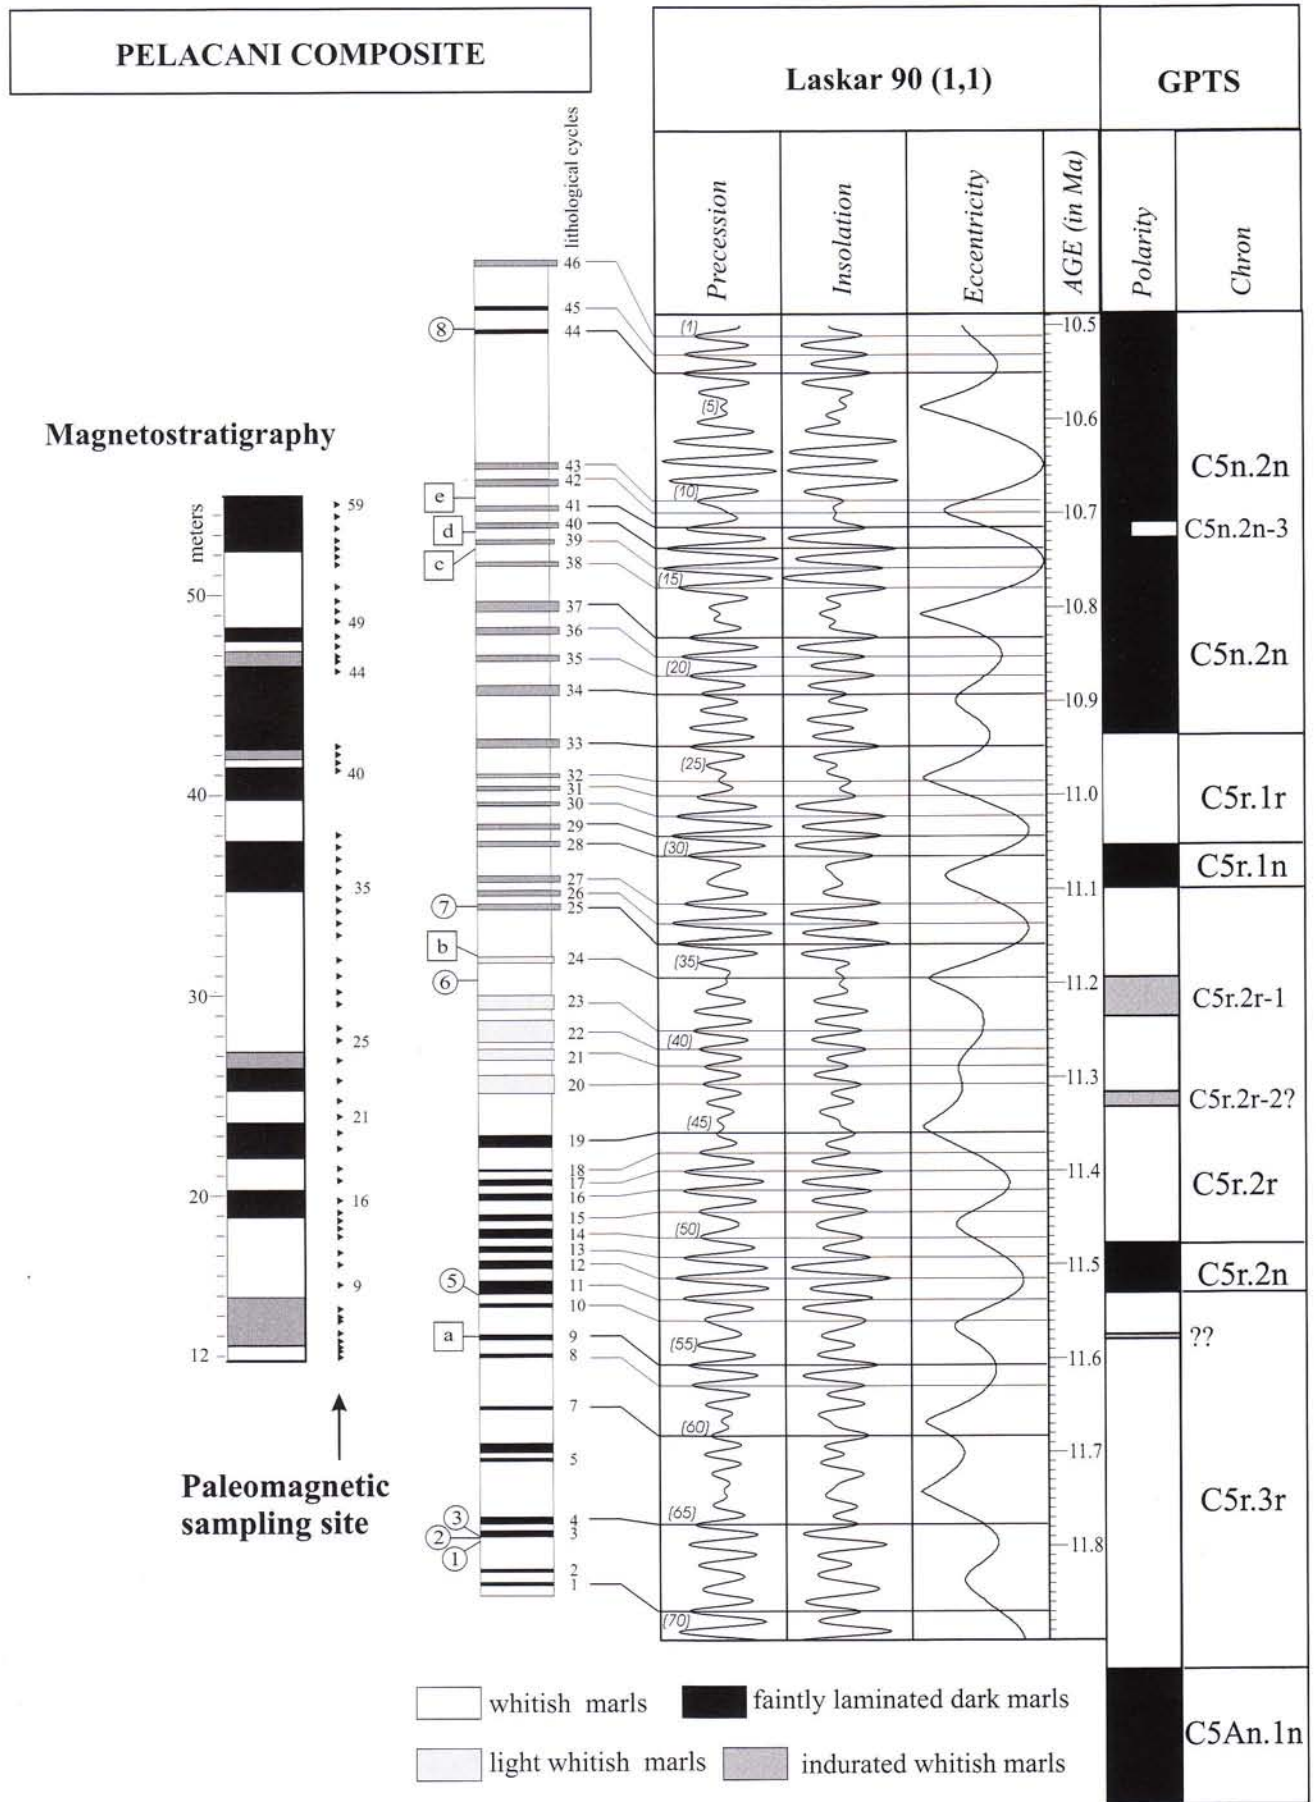 PELACANI COMPOSITE
Laskar 90 (1,1)
GPTS
lithological cycles
Precession
Insolation
Eccentricity
AGE (in Ma)
Polarity
Chron
46
45
44
8
43
42
41
40
39
38
37
36
35
34
33
32
31
30
29
28
27
26
25
24
23
22
21
20
19
18
17
16
15
14
13
12
11
10
9
8
7
5
4
3
2
1
e
d
c
7
b
6
5
a
3
2
1
(1)
(5)
(10)
(15)
(20)
(25)
(30)
(35)
(40)
(45)
(50)
(55)
(60)
(65)
(70)
10.5
10.6
10.7
10.8
10.9
11.0
11.1
11.2
11.3
11.4
11.5
11.6
11.7
11.8
C5n.2n
C5n.2n-3
C5n.2n
C5r.1r
C5r.1n
C5r.2r-1
C5r.2r-2?
C5r.2r
C5r.2n
??
C5r.3r
C5An.1n
Magnetostratigraphy
meters
50
40
30
20
12
59
49
44
40
35
25
21
16
9
Paleomagnetic
sampling site
whitish marls
faintly laminated dark marls
light whitish marls
indurated whitish marls